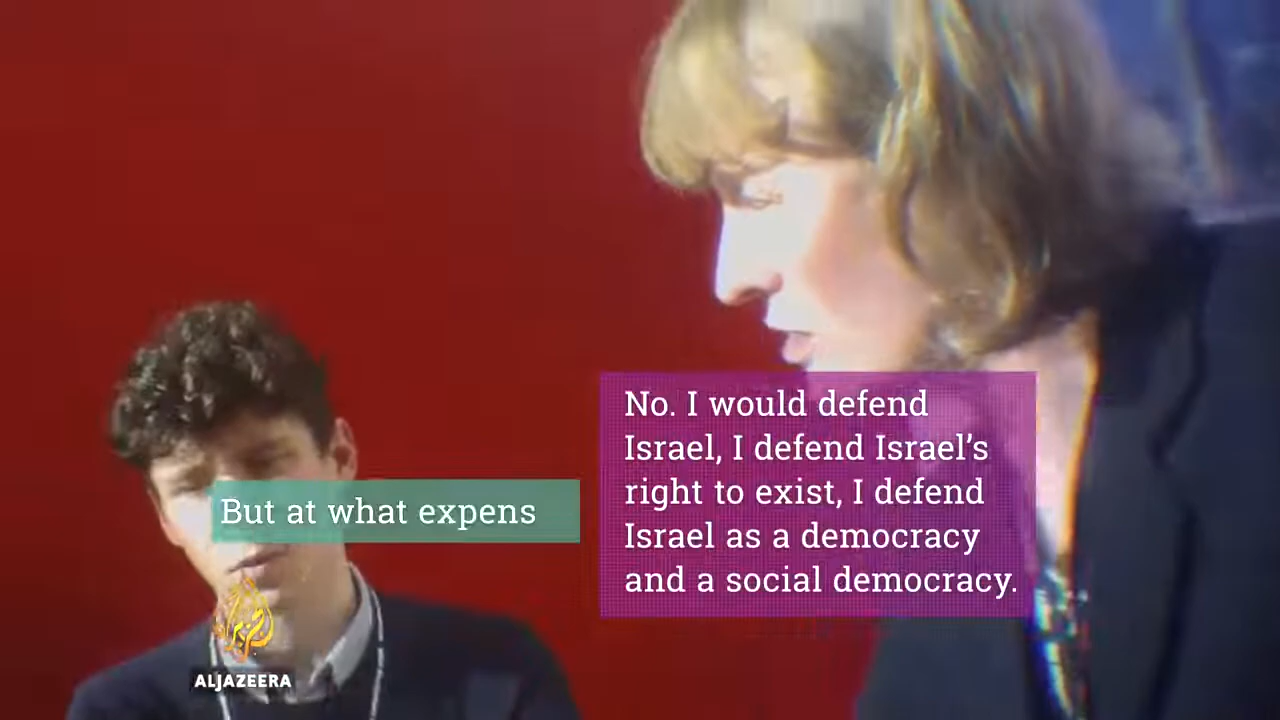 No. I would defend
Israel, I defend Israel’s
right to exist, I defend
Israel as a democracy
and a social democracy.
But at what expens
ALJAZEERA